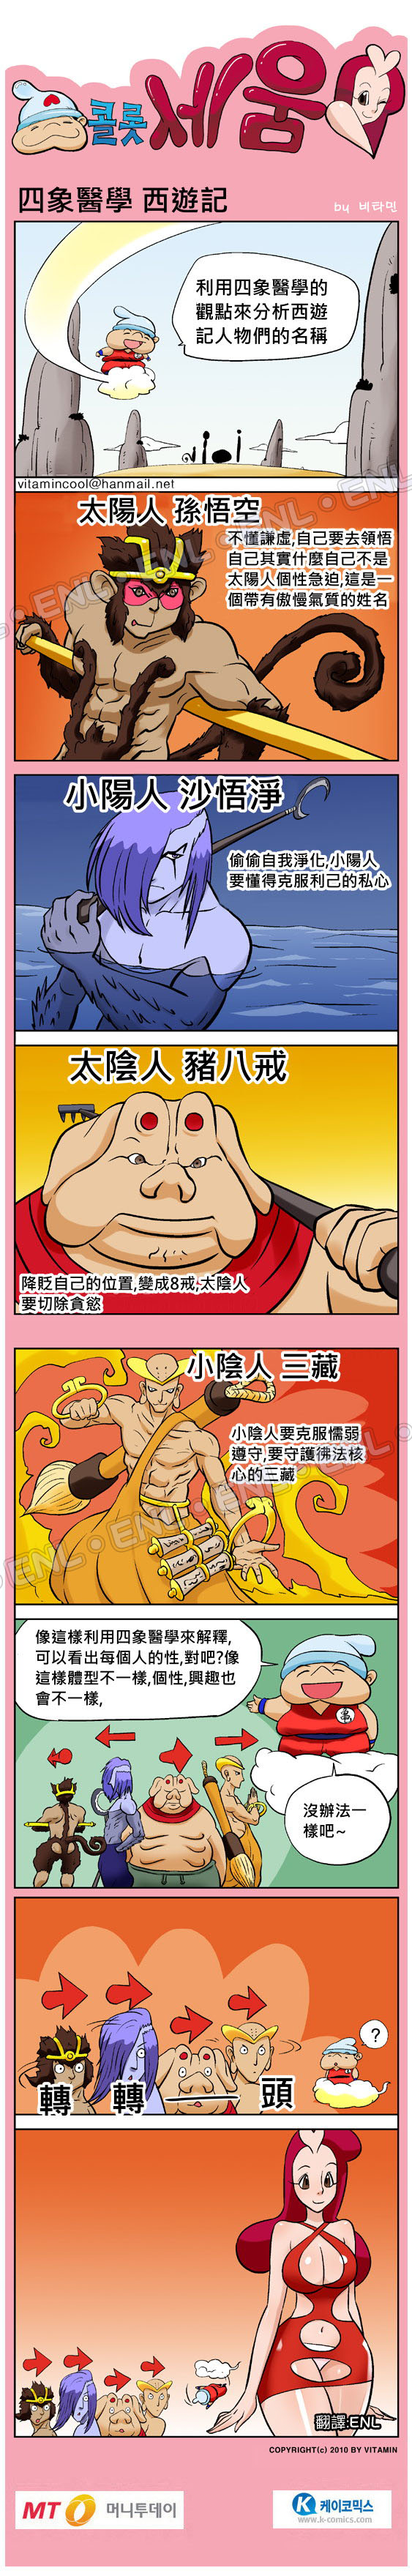 콜롯 세움
四象醫學 西遊記
by 비타민
利用四象醫學的
觀點來分析西遊
記人物們的名稱
vitamincool@hanmail.net
太陽人 孫悟空
不懂謙虛,自己要去領悟
自己其實什麼自己不是
太陽人個性急迫,這是一
個帶有傲慢氣質的姓名
ENL • ENL • ENL
小陽人 沙悟淨
偷偷自我淨化,小陽人
要懂得克服利己的私心
太陰人 豬八戒
降貶自己的位置,變成8戒,太陰人
要切除貪慾
小陰人 三藏
小陰人要克服懦弱
遵守,要守護彿法核
心的三藏
ENL • ENL • ENL • ENL
像這樣利用四象醫學來解釋,
可以看出每個人的性,對吧?像
這樣體型不一樣,個性,興趣也
會不一樣,
沒辦法一
樣吧~
?
轉 轉 一 頭
翻譯:ENL
COPYRIGHT(c) 2010 BY VITAMIN
MTO 머니투데이
K 케이코믹스
www.k-comics.com